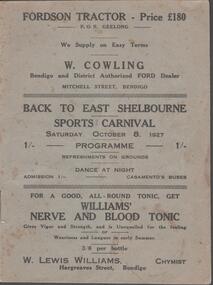 FORDSON TRACTOR - Price £180
F.O.R. GEELONG
We Supply on Easy Terms
W. COWLING
Bendigo and District Authorized FORD Dealer
MITCHELL STREET, BENDIGO
BACK TO EAST SHELBOURNE
SPORTS CARNIVAL
SATURDAY OCTOBER 8, 1927
1/- PROGRAMME 1/-
REFRESHMENTS ON GROUNDS
DANCE AT NIGHT
ADMISSION 1/- CASAMENTO'S BUSES
FOR A GOOD, ALL-ROUND TONIC, GET
WILLIAMS'
NERVE AND BLOOD TONIC
Gives Vigor and Strength, and is Unequalled for the feeling
OF
Weariness and Languor in early Summer.
2/6 per bottle
W. LEWIS WILLIAMS, CHYMIST
Hargreaves Street, Bendigo